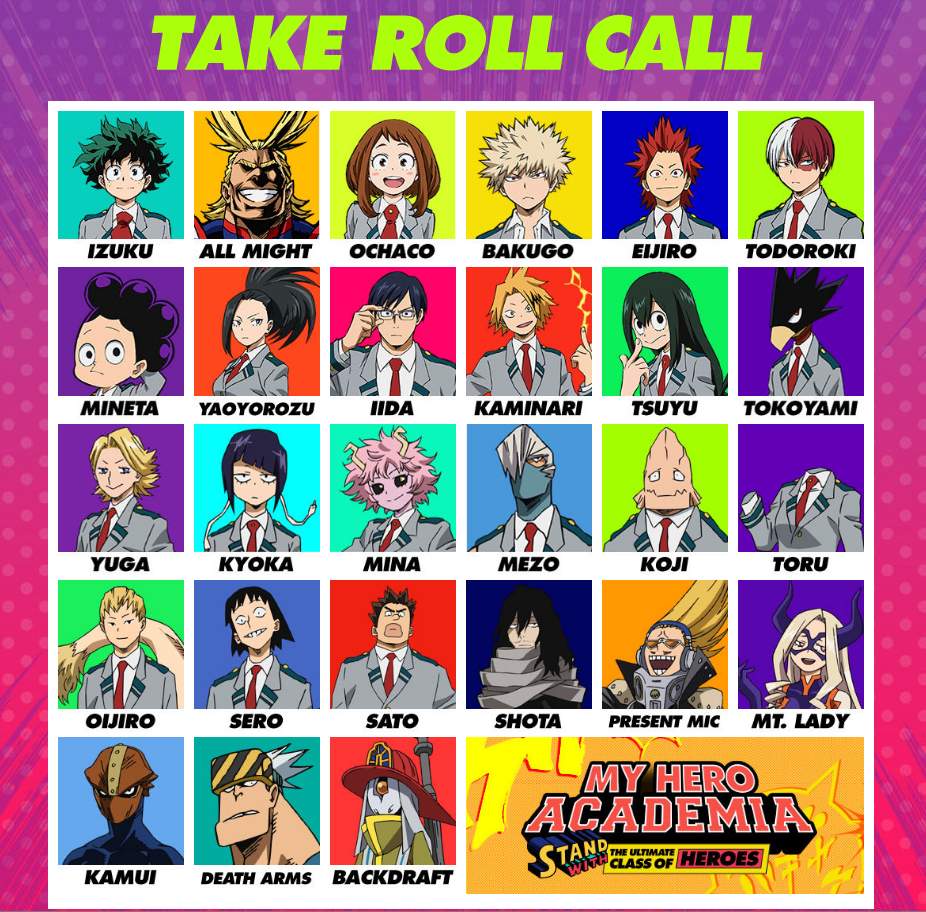 TAKE ROLL CALL
IZUKU
ALL MIGHT
OCHACO
BAKUGO
EIJIRO
TODOROKI
MINETA
YAOYOROZU
IIDA
KAMINARI
TSUYU
TOKOYAMI
YUGA
KYOKA
MINA
MEZO
KOJI
TORU
OIJIRO
SERO
SATO
SHOTA
PRESENT MIC
MT. LADY
KAMUI
DEATH ARMS
BACKDRAFT
MY HERO
ACADEMIA
STAND
WITH
THE ULTIMATE
CLASS OF HEROES